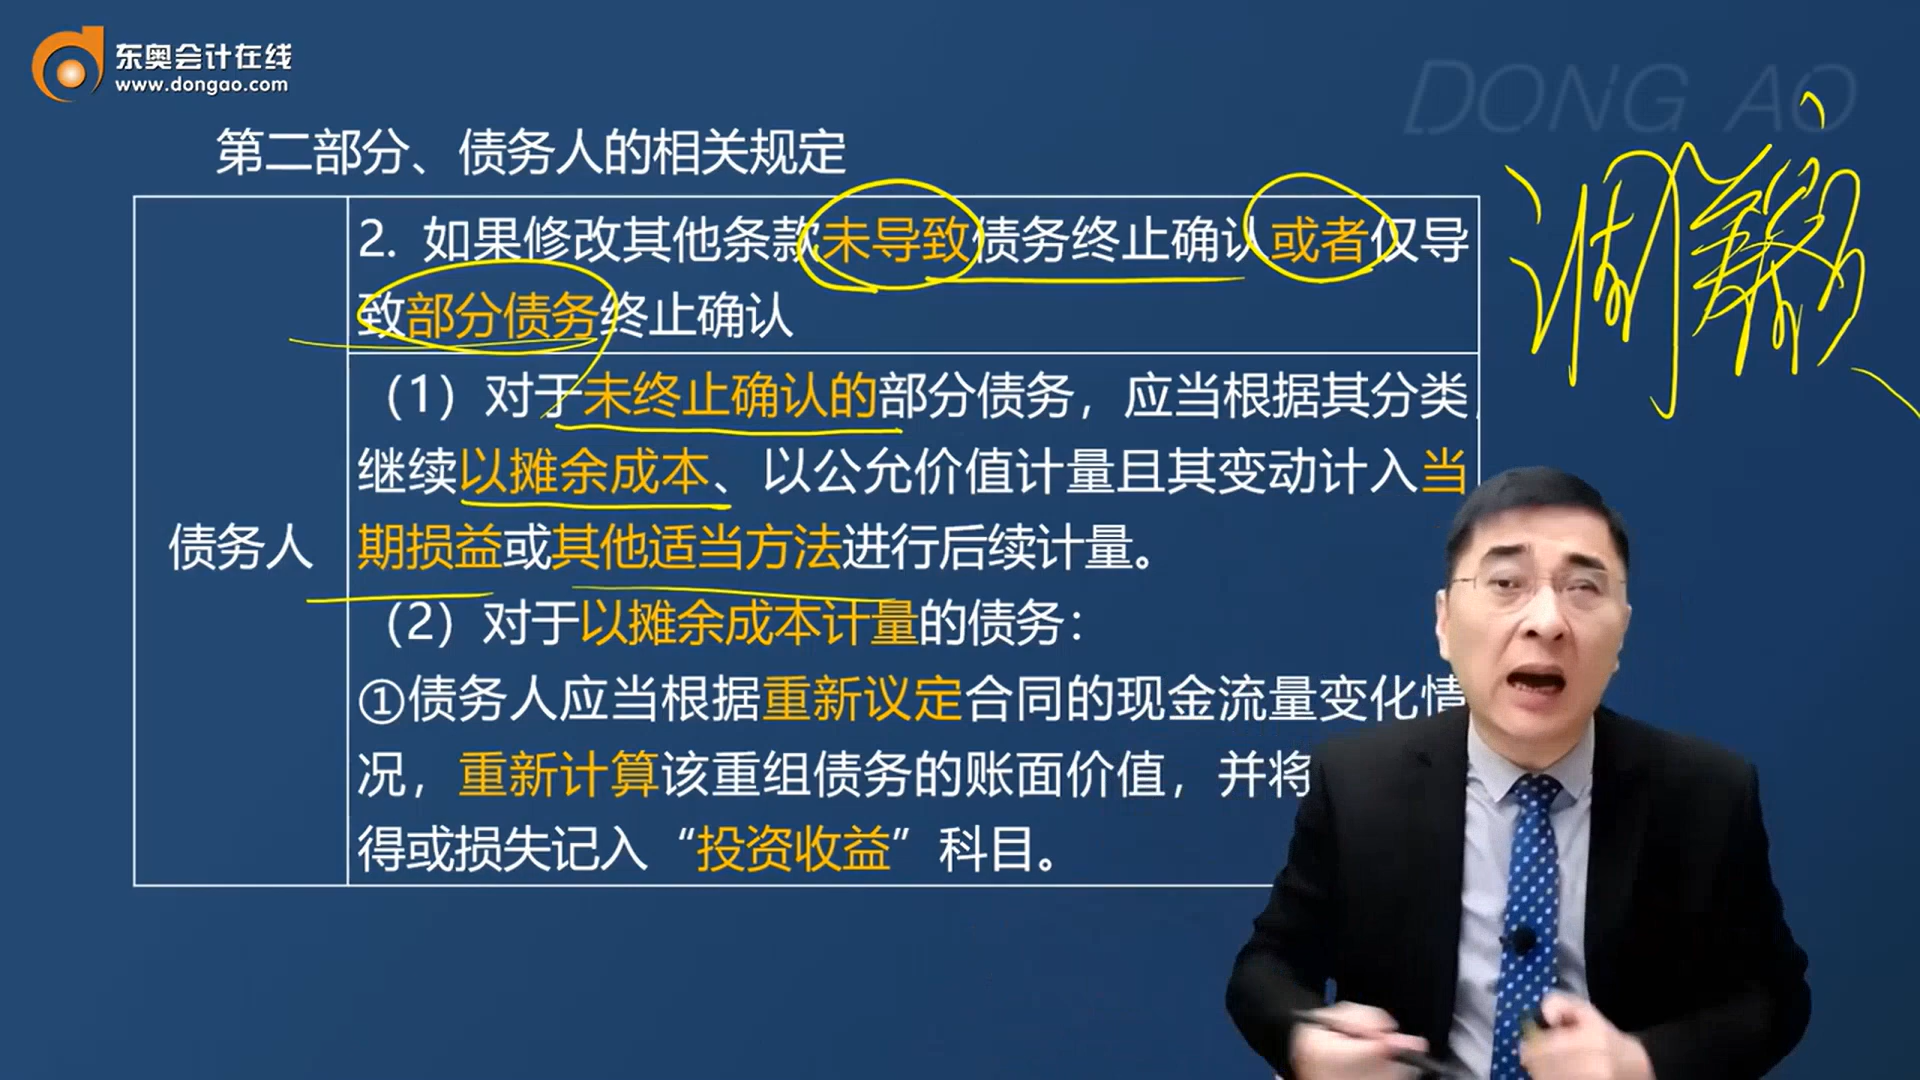 东奥会计在线
www.dongao.com
DONG AO
第二部分、债务人的相关规定
2. 如果修改其他条款未导致债务终止确认或者仅导
致部分债务终止确认
债务人
（1）对于未终止确认的部分债务，应当根据其分类，
继续以摊余成本、以公允价值计量且其变动计入当
期损益或其他适当方法进行后续计量。
（2）对于以摊余成本计量的债务：
①债务人应当根据重新议定合同的现金流量变化情
况，重新计算该重组债务的账面价值，并将
得或损失记入“投资收益”科目。